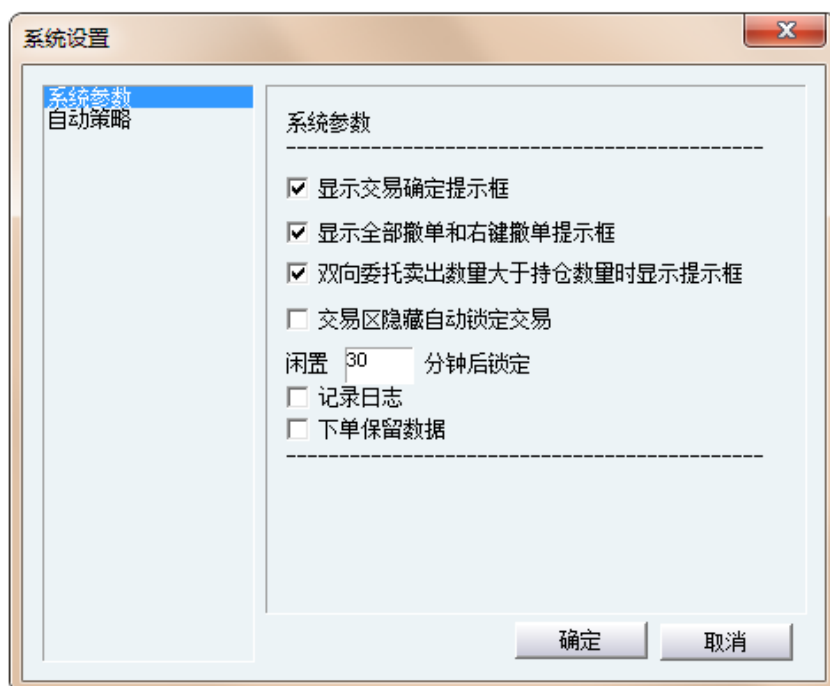 系统设置
系统参数
自动策略
系统参数
显示交易确定提示框
显示全部撤单和右键撤单提示框
双向委托卖出数量大于持仓数量时显示提示框
交易区隐藏自动锁定交易
闲置 30 分钟后锁定
记录日志
下单保留数据
确定 取消